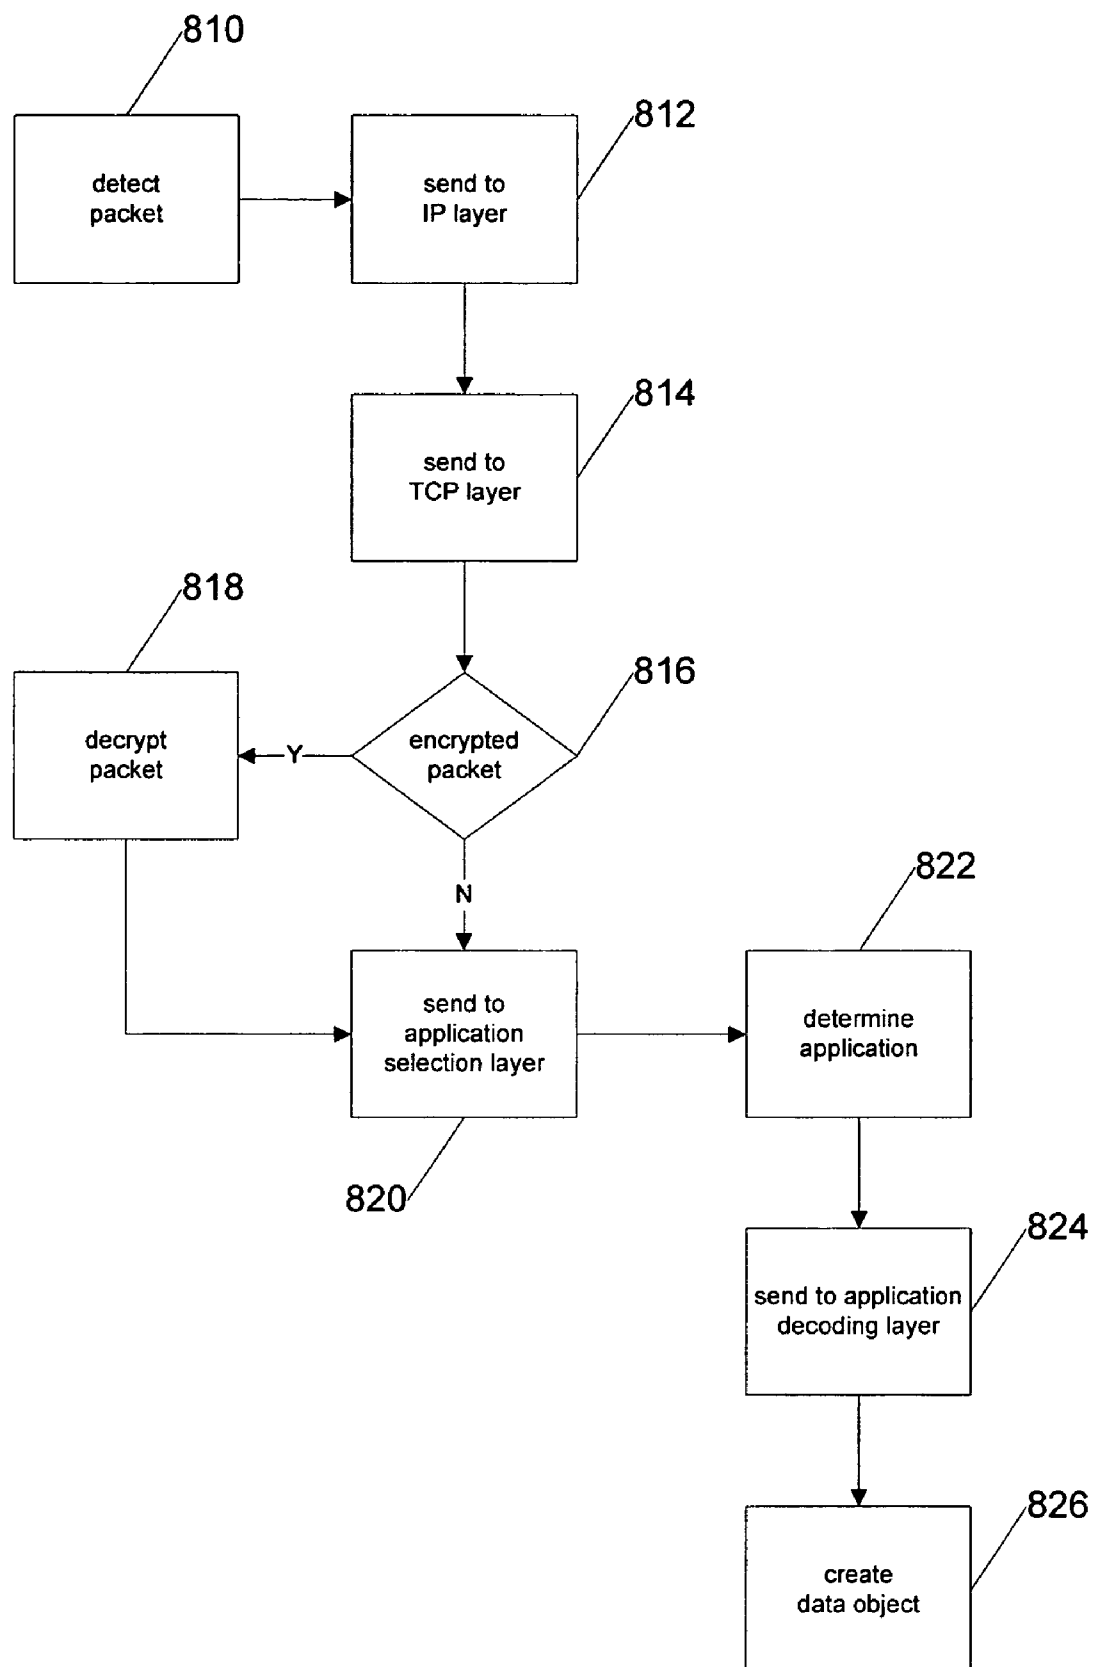 810
detect
packet
812
send to
IP layer
814
send to
TCP layer
818
decrypt
packet
816
encrypted
packet
Y
N
820
send to
application
selection layer
822
determine
application
824
send to application
decoding layer
826
create
data object